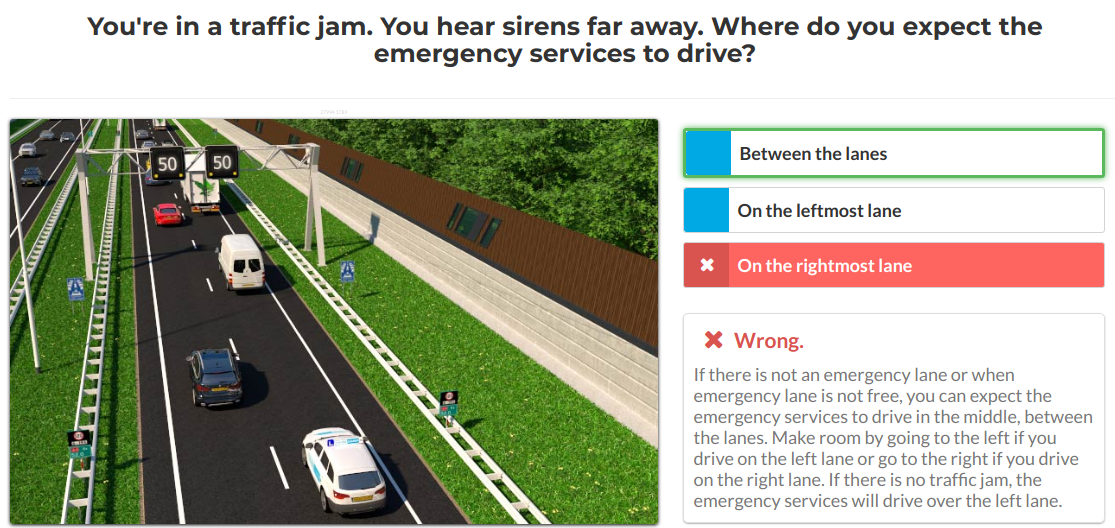 You're in a traffic jam. You hear sirens far away. Where do you expect the
emergency services to drive?
50 50
L
Between the lanes
On the leftmost lane
On the rightmost lane
Wrong.
If there is not an emergency lane or when
emergency lane is not free, you can expect the
emergency services to drive in the middle, between
the lanes. Make room by going to the left if you
drive on the left lane or go to the right if you drive
on the right lane. If there is no traffic jam, the
emergency services will drive over the left lane.